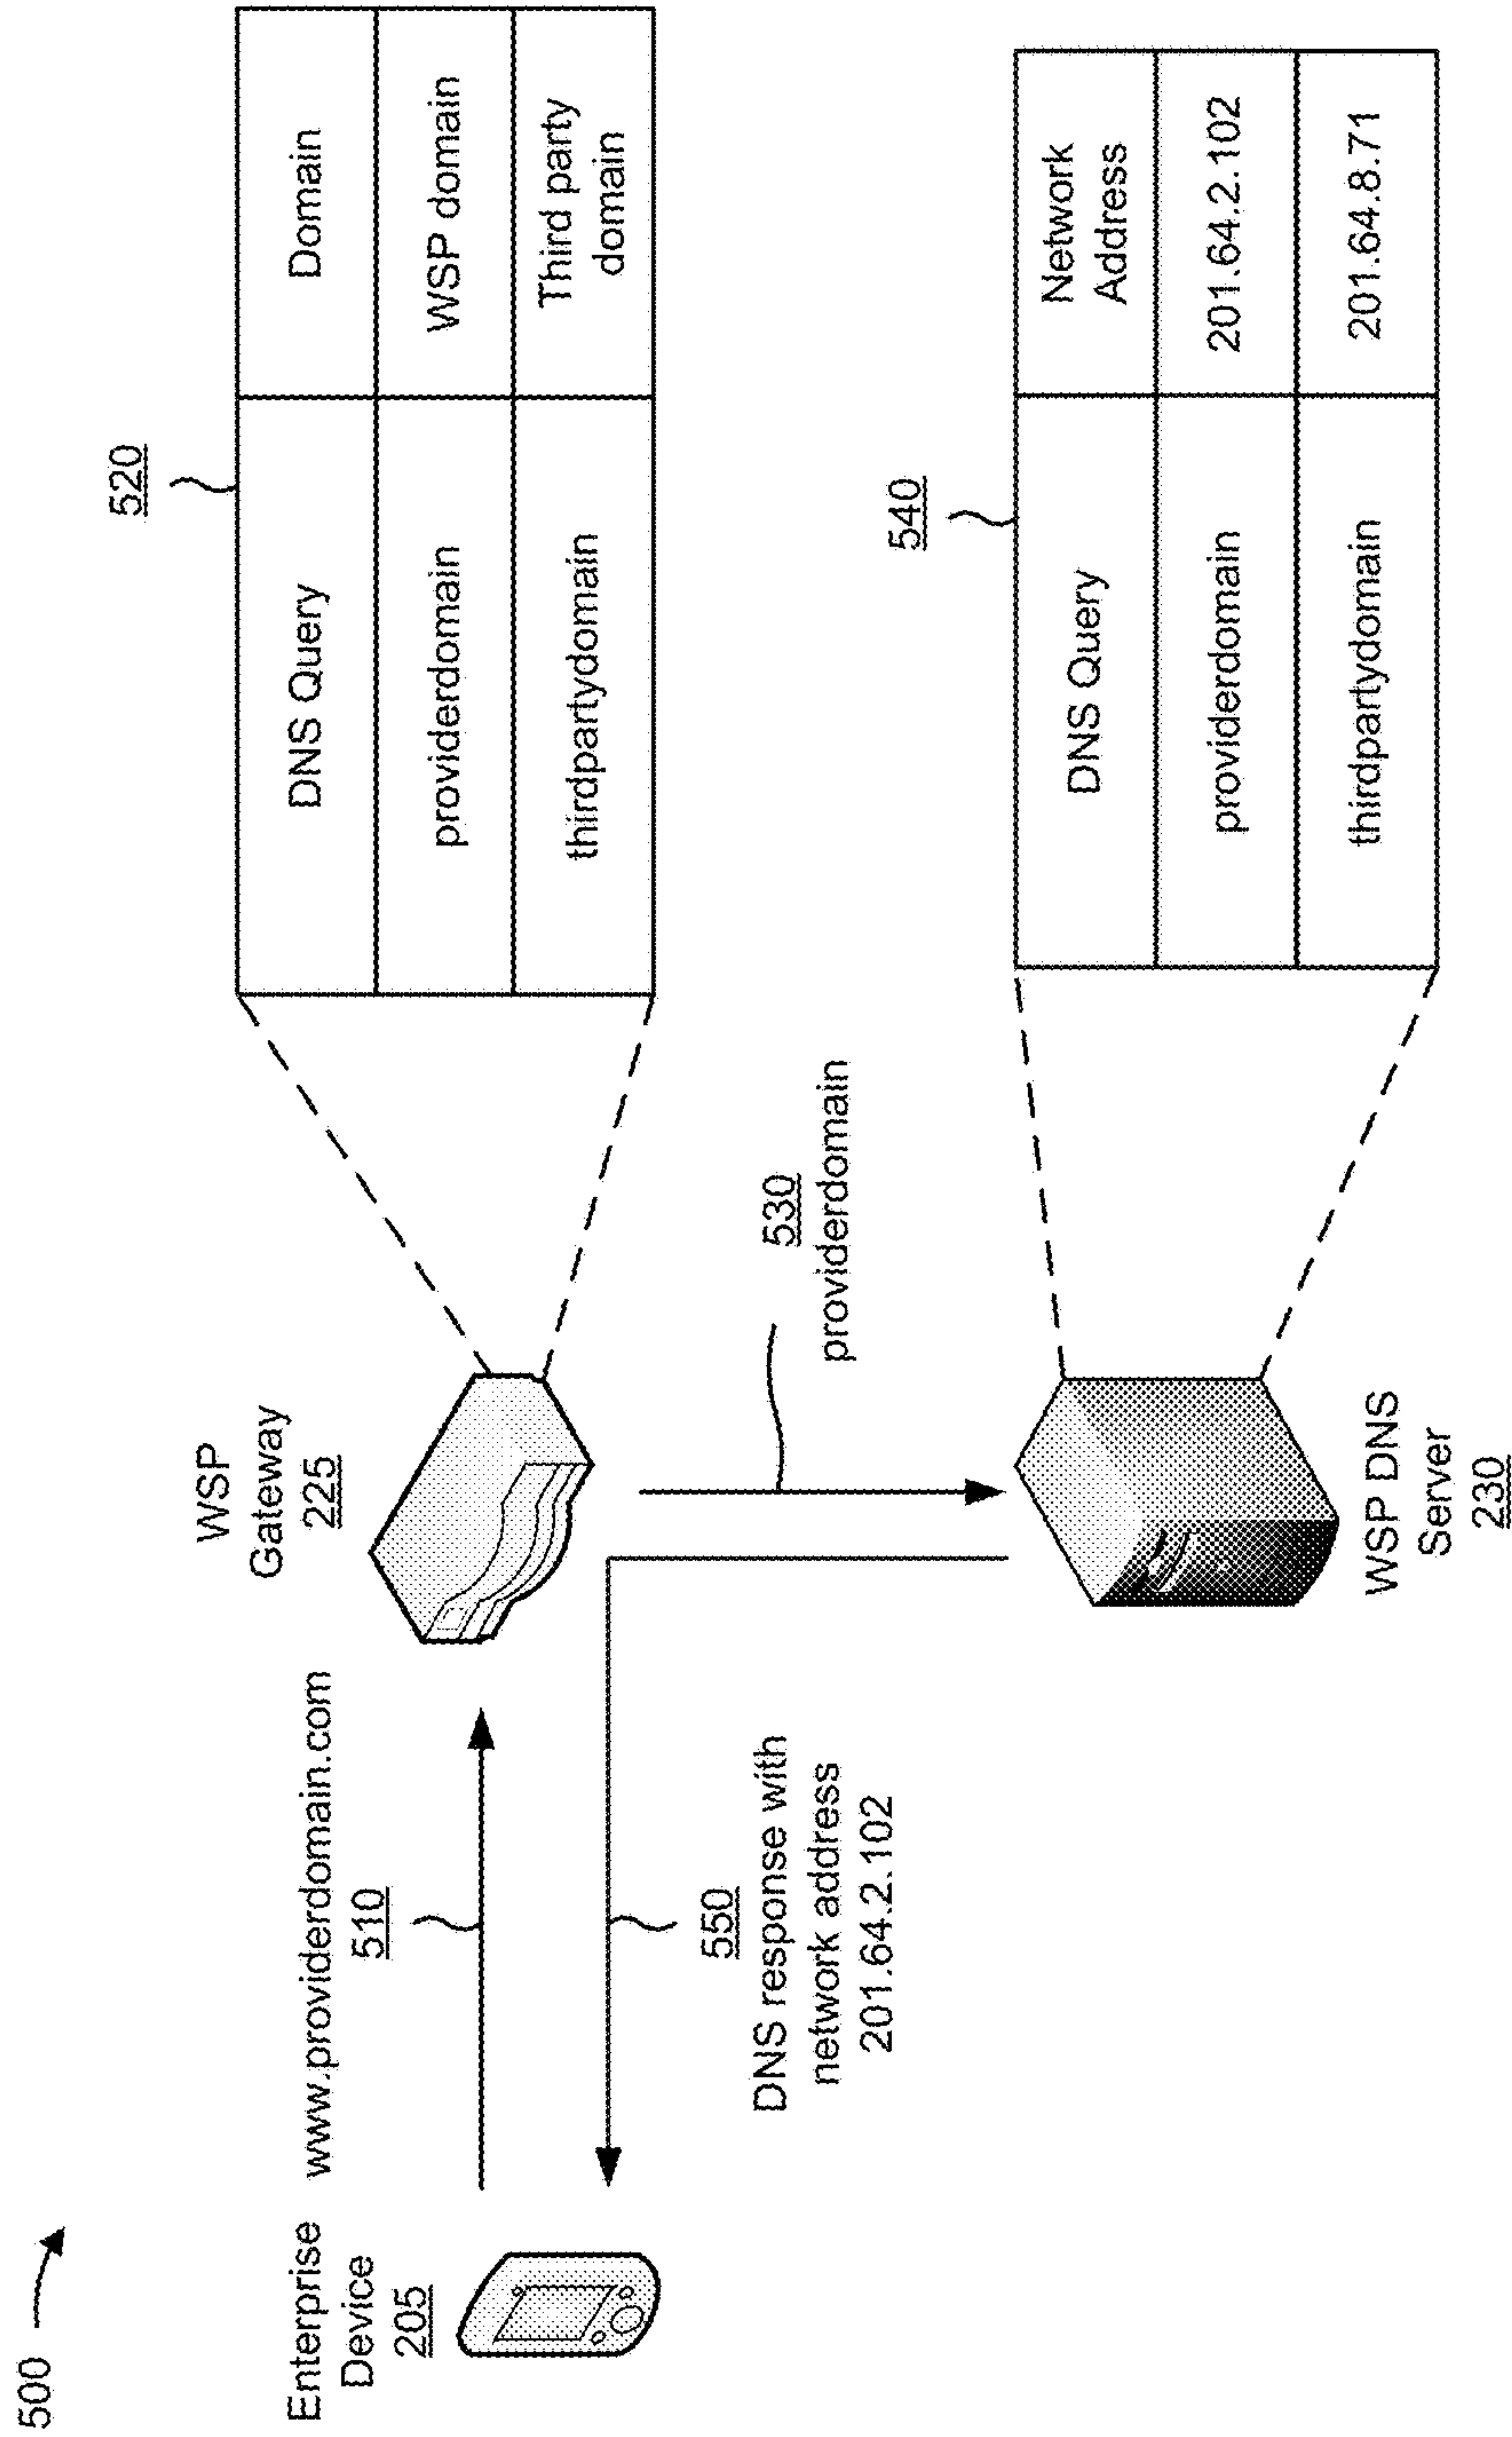 500
Enterprise
Device
205
www.providerdomain.com
510
WSP
Gateway
225
520
DNS Query
Domain
providerdomain
WSP domain
thirdpartydomain
Third party
domain
530
providerdomain
550
DNS response with
network address
201.64.2.102
WSP DNS
Server
230
540
DNS Query
Network
Address
providerdomain
201.64.2.102
thirdpartydomain
201.64.8.71